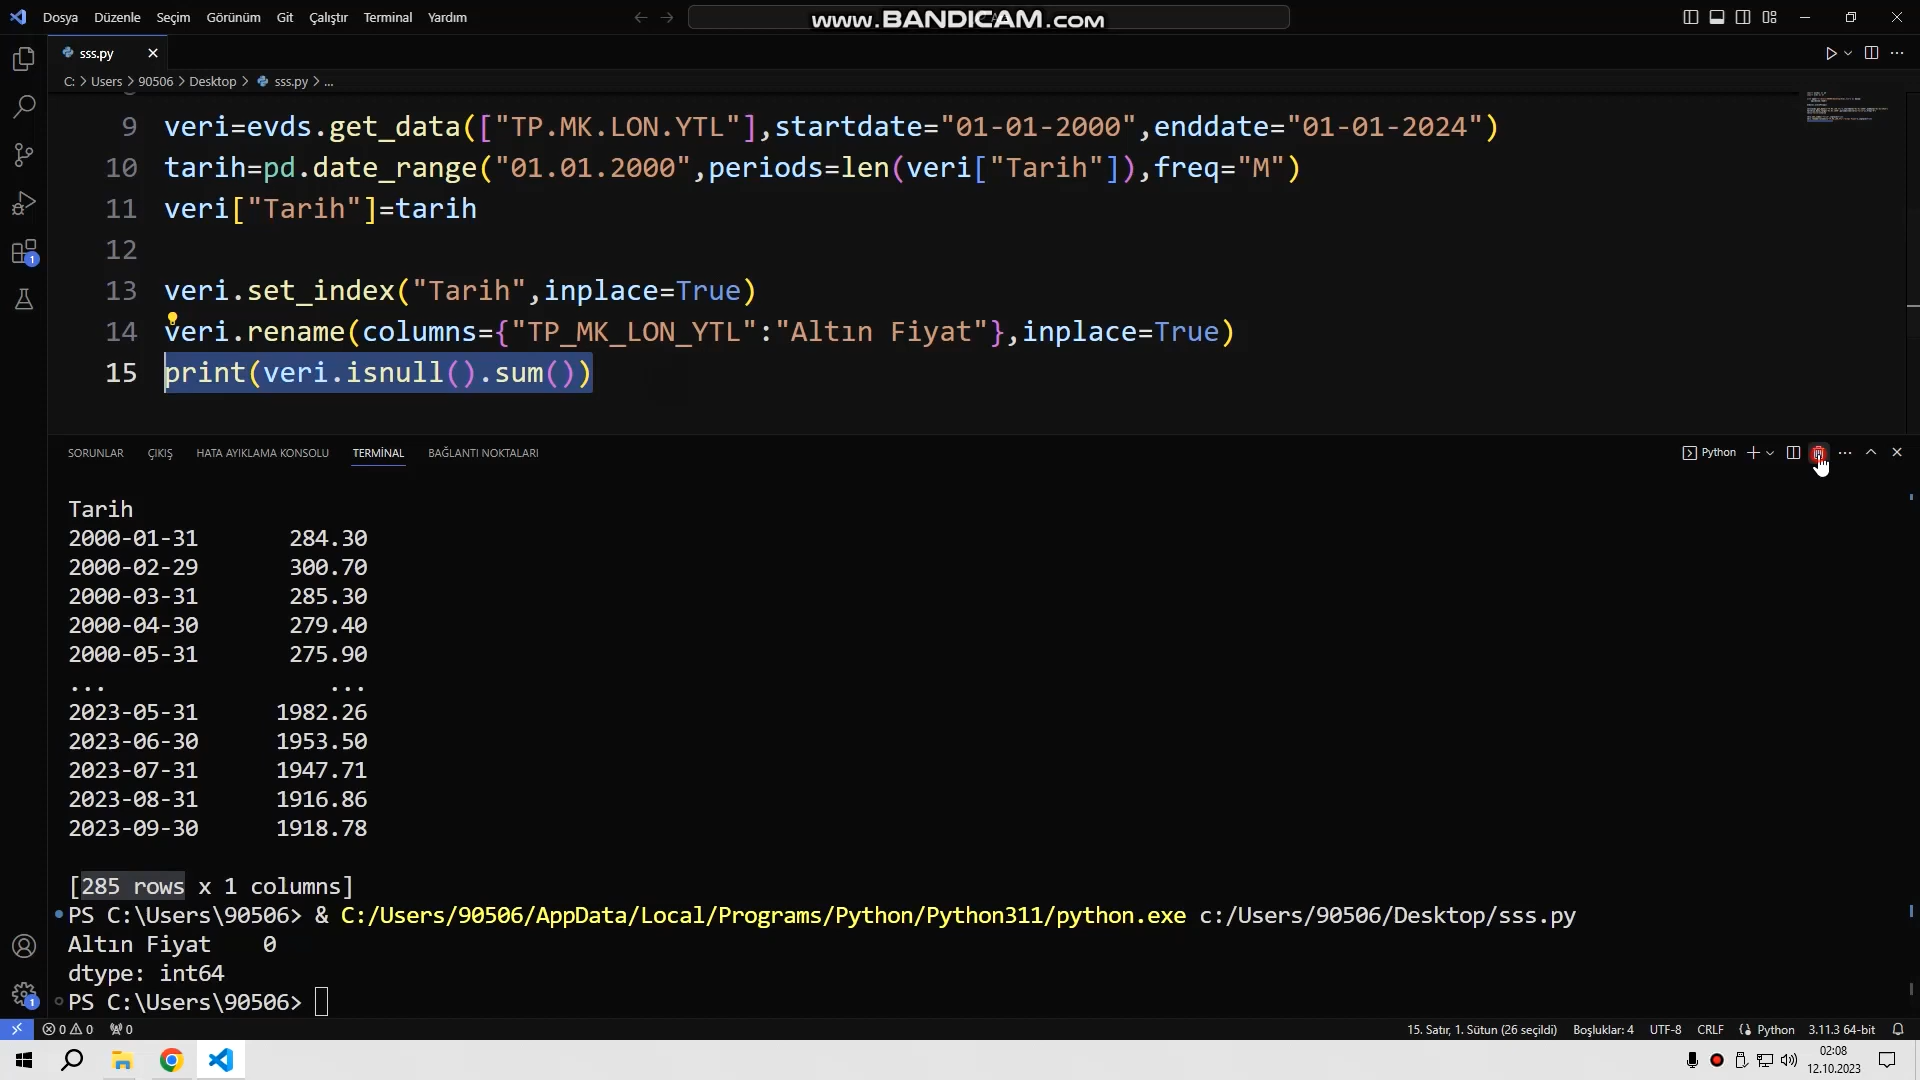 Dosya Düzenle Seçim Görünüm Git Çalıştır Terminal Yardım
www.BANDICAM.com
sss.py
C: > Users > 90506 > Desktop > sss.py > ...
9 veri=evds.get_data(["TP.MK.LON.YTL"],startdate="01-01-2000",enddate="01-01-2024")
10 tarih=pd.date_range("01.01.2000",periods=len(veri["Tarih"]),freq="M")
11 veri["Tarih"]=tarih
12
13 veri.set_index("Tarih",inplace=True)
14 veri.rename(columns={"TP_MK_LON_YTL":"Altın Fiyat"},inplace=True)
15 print(veri.isnull().sum())
SORUNLAR ÇIKIŞ HATA AYIKLAMA KONSOLU TERMİNAL BAĞLANTI NOKTALARI
Python
Tarih
2000-01-31 284.30
2000-02-29 300.70
2000-03-31 285.30
2000-04-30 279.40
2000-05-31 275.90
... ...
2023-05-31 1982.26
2023-06-30 1953.50
2023-07-31 1947.71
2023-08-31 1916.86
2023-09-30 1918.78
[285 rows x 1 columns]
PS C:\Users\90506> & C:/Users/90506/AppData/Local/Programs/Python/Python311/python.exe c:/Users/90506/Desktop/sss.py
Altın Fiyat 0
dtype: int64
PS C:\Users\90506>
0 0 0
15. Satır, 1. Sütun (26 seçildi) Boşluklar: 4 UTF-8 CRLF Python 3.11.3 64-bit
02:08
12.10.2023